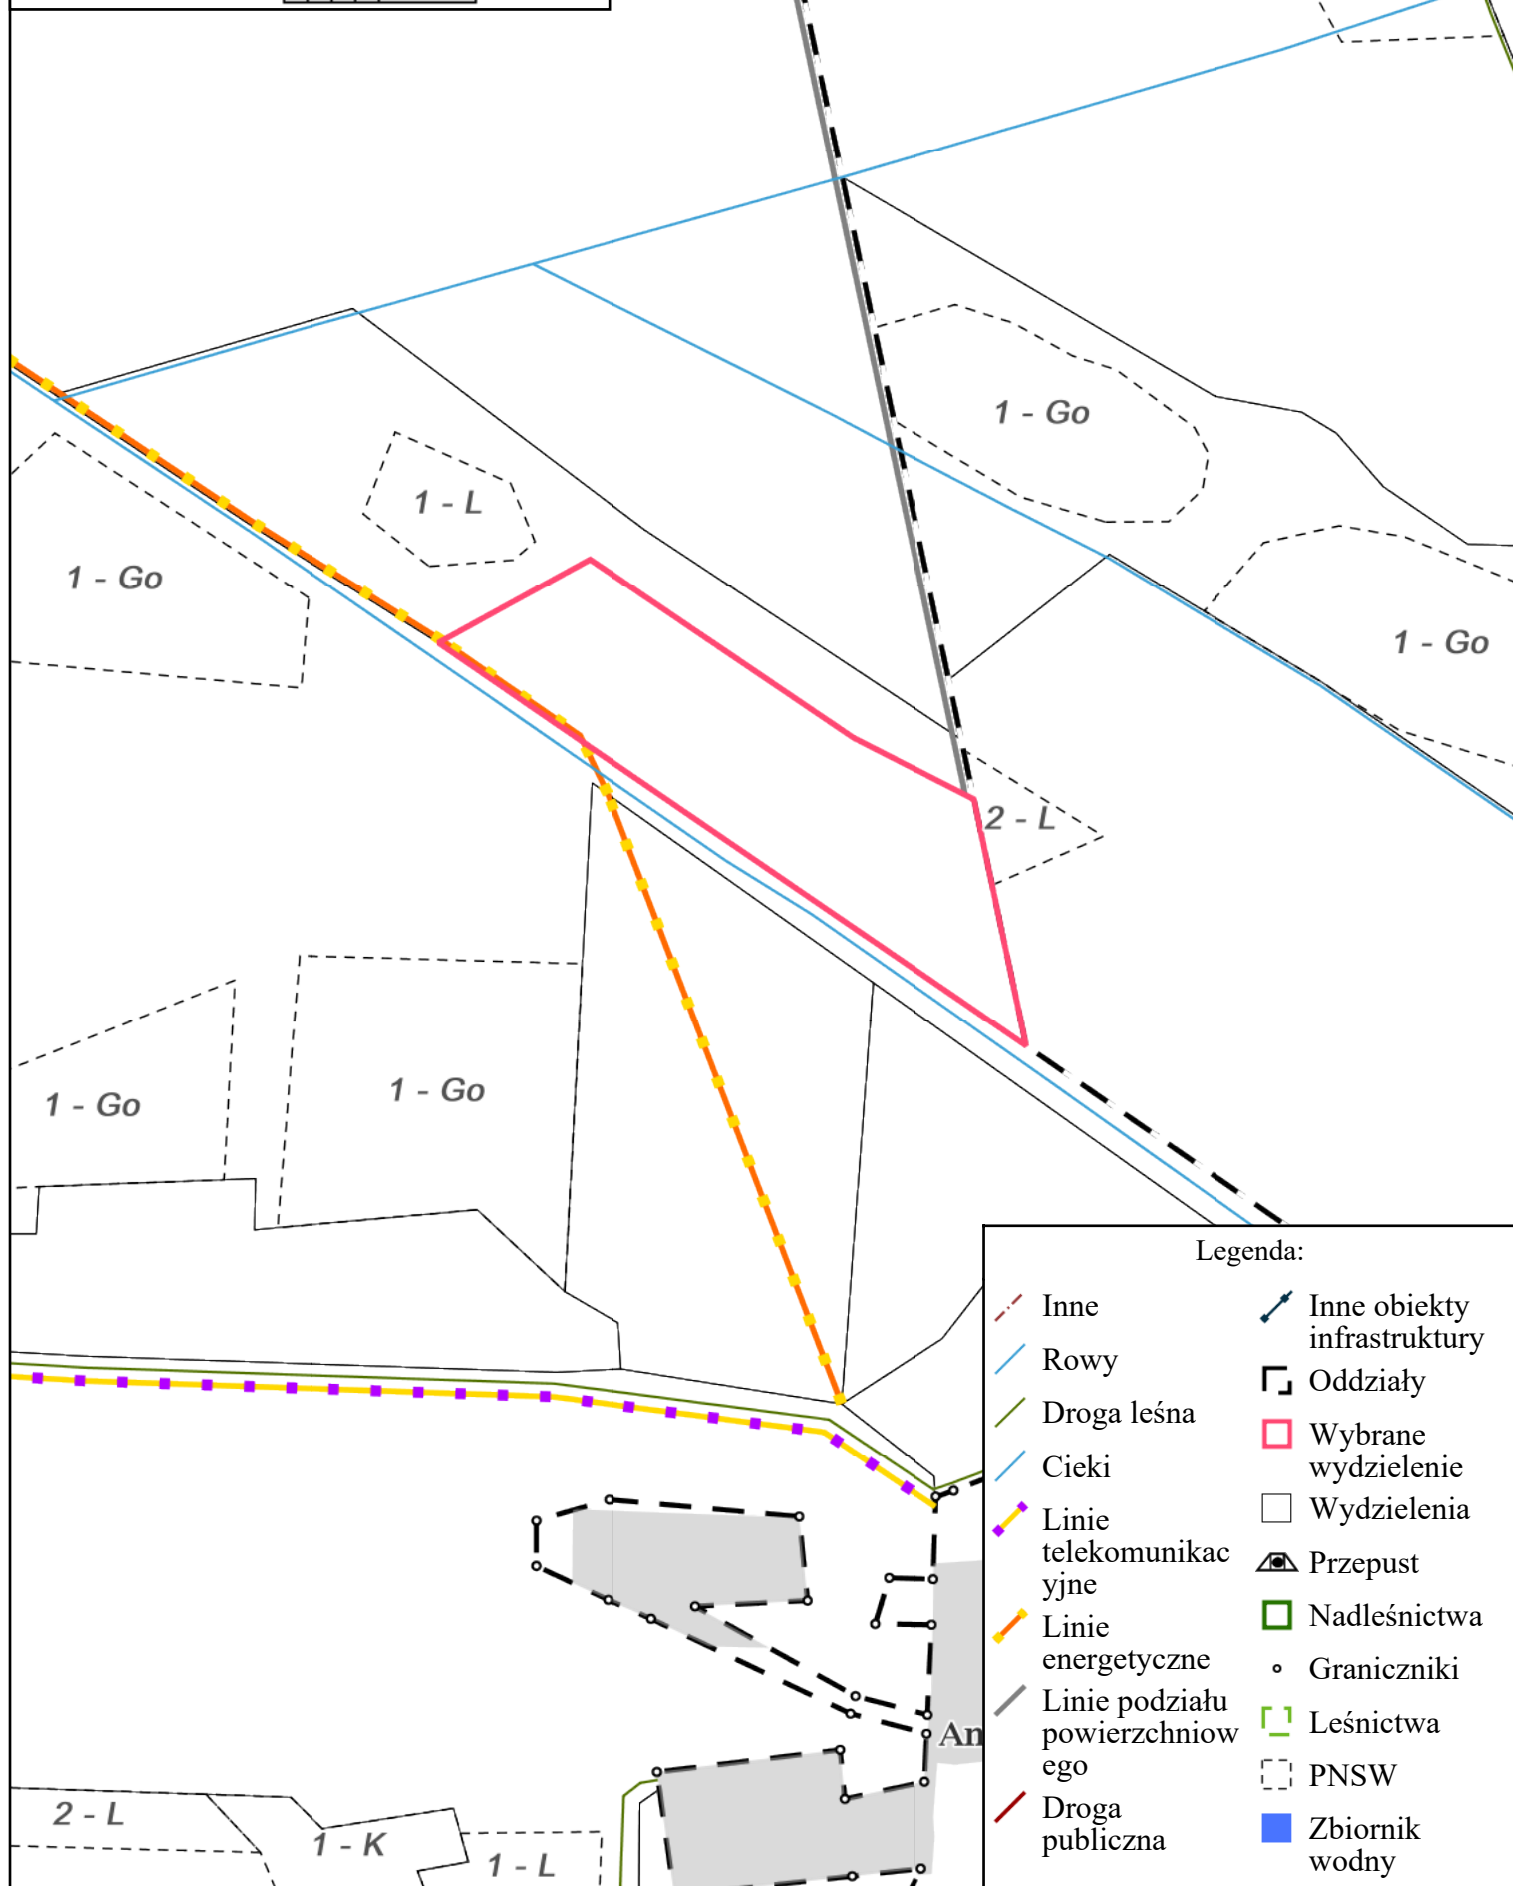 1 - Go
1 - L
1 - Go
1 - Go
2 - L
1 - Go
1 - Go
An
2 - L
1 - K
1 - L
Legenda:
Inne
Rowy
Droga leśna
Cieki
Linie
telekomunikac
yjne
Linie
energetyczne
Linie podziału
powierzchniow
ego
Droga
publiczna
Inne obiekty
infrastruktury
Oddziały
Wybrane
wydzielenie
Wydzielenia
Przepust
Nadleśnictwa
Graniczniki
Leśnictwa
PNSW
Zbiornik
wodny